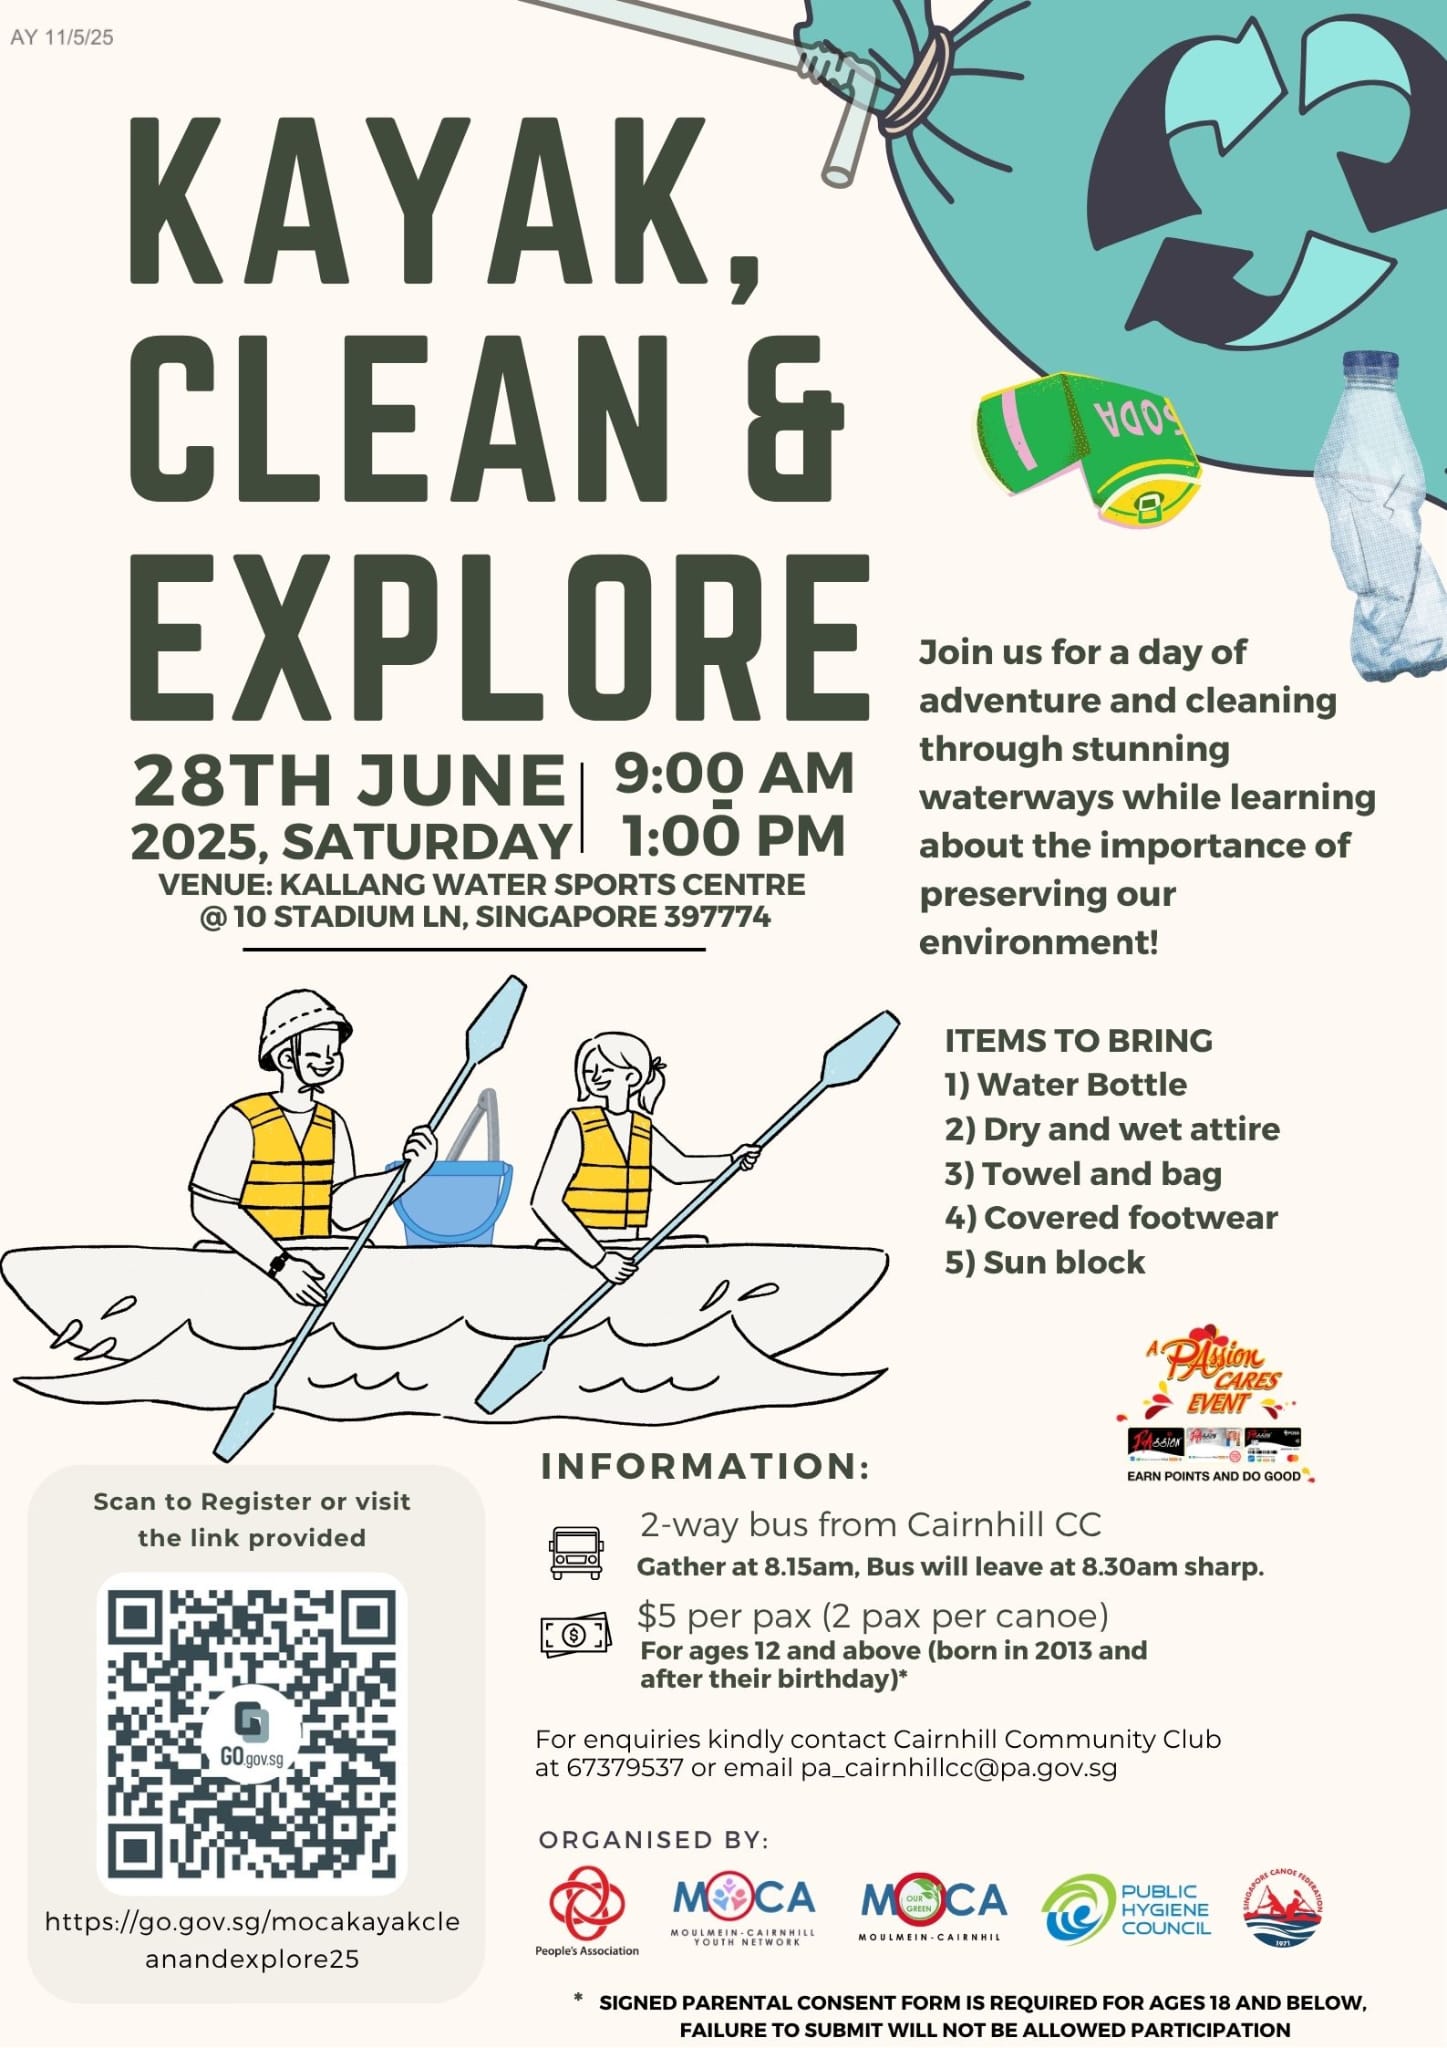 AY 11/5/25
KAYAK,
CLEAN &
EXPLORE
28TH JUNE
2025, SATURDAY
9:00 AM
-
1:00 PM
VENUE: KALLANG WATER SPORTS CENTRE
@ 10 STADIUM LN, SINGAPORE 397774
SODA
Join us for a day of
adventure and cleaning
through stunning
waterways while learning
about the importance of
preserving our
environment!
ITEMS TO BRING
1) Water Bottle
2) Dry and wet attire
3) Towel and bag
4) Covered footwear
5) Sun block
A PAssion
CARES
EVENT
PAssion
PAssion
PAssion
EARN POINTS AND DO GOOD
Scan to Register or visit
the link provided
GO.gov.sg
https://go.gov.sg/mocakayakcle
anandexplore25
INFORMATION:
2-way bus from Cairnhill CC
Gather at 8.15am, Bus will leave at 8.30am sharp.
$5 per pax (2 pax per canoe)
For ages 12 and above (born in 2013 and
after their birthday)*
For enquiries kindly contact Cairnhill Community Club
at 67379537 or email pa_cairnhillcc@pa.gov.sg
ORGANISED BY:
People's Association
MOCA
MOULMEIN-CAIRNHILL
YOUTH NETWORK
MOCA
OUR
GREEN
MOULMEIN-CAIRNHIL
PUBLIC
HYGIENE
COUNCIL
SINGAPORE CANOE FEDERATION
1971
* SIGNED PARENTAL CONSENT FORM IS REQUIRED FOR AGES 18 AND BELOW,
FAILURE TO SUBMIT WILL NOT BE ALLOWED PARTICIPATION